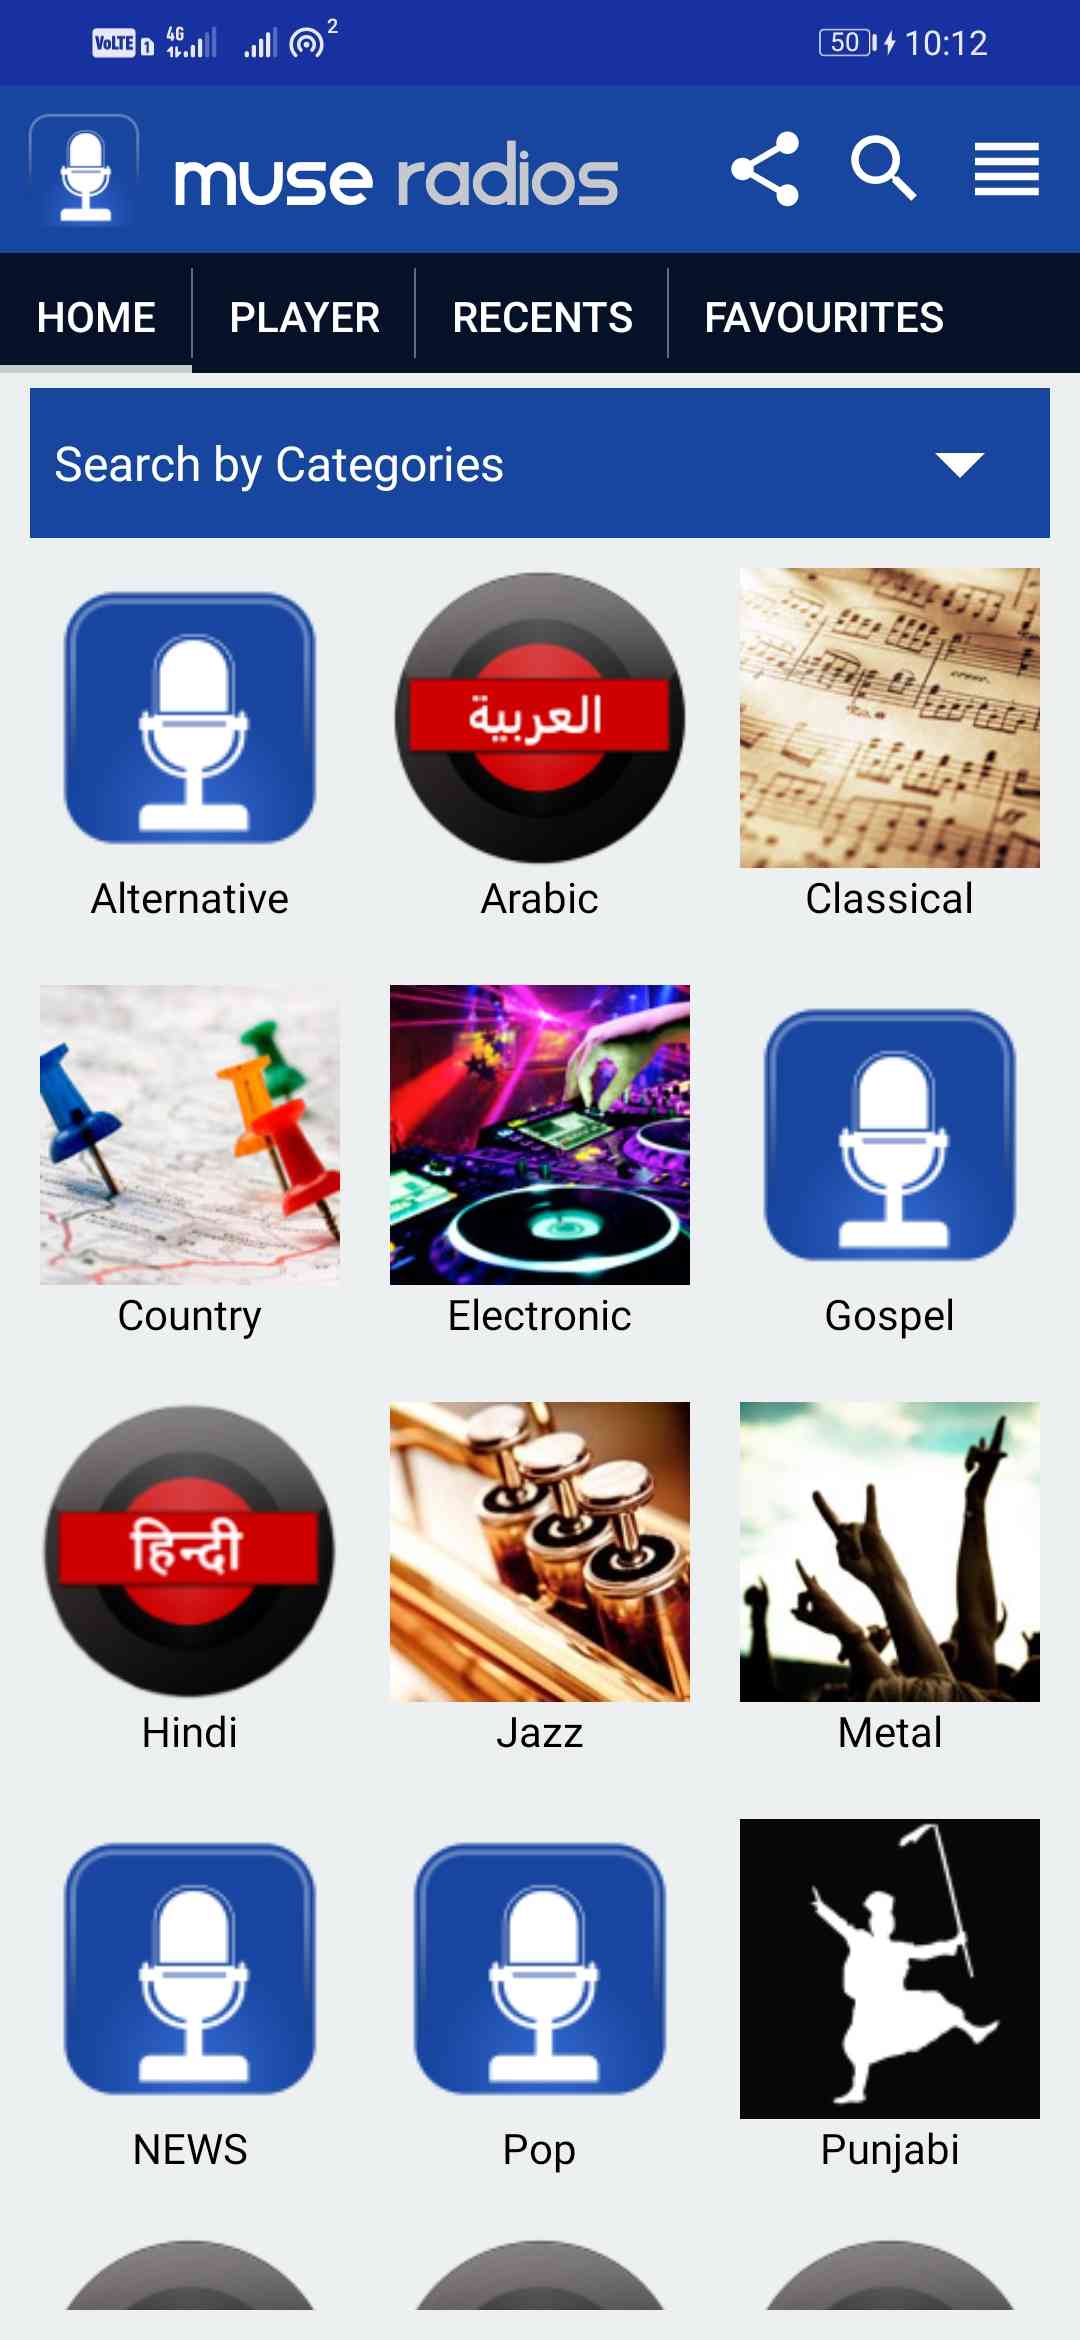 VoLTE 1 4G 2 50 10:12
muse radios
HOME PLAYER RECENTS FAVOURITES
Search by Categories
العربية
Alternative Arabic Classical
Country Electronic Gospel
हिन्दी
Hindi Jazz Metal
NEWS Pop Punjabi